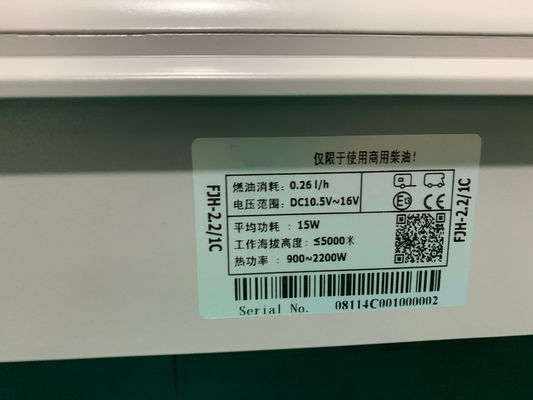 仅限于使用商用柴油！
燃油消耗：0.26 l/h
电压范围：DC10.5V~16V
平均功耗：15W
工作海拔高度：≤5000米
热功率：900~2200W
FJH-2.2/1C
FJH-2.2/1C
Serial No. 08114C001000002